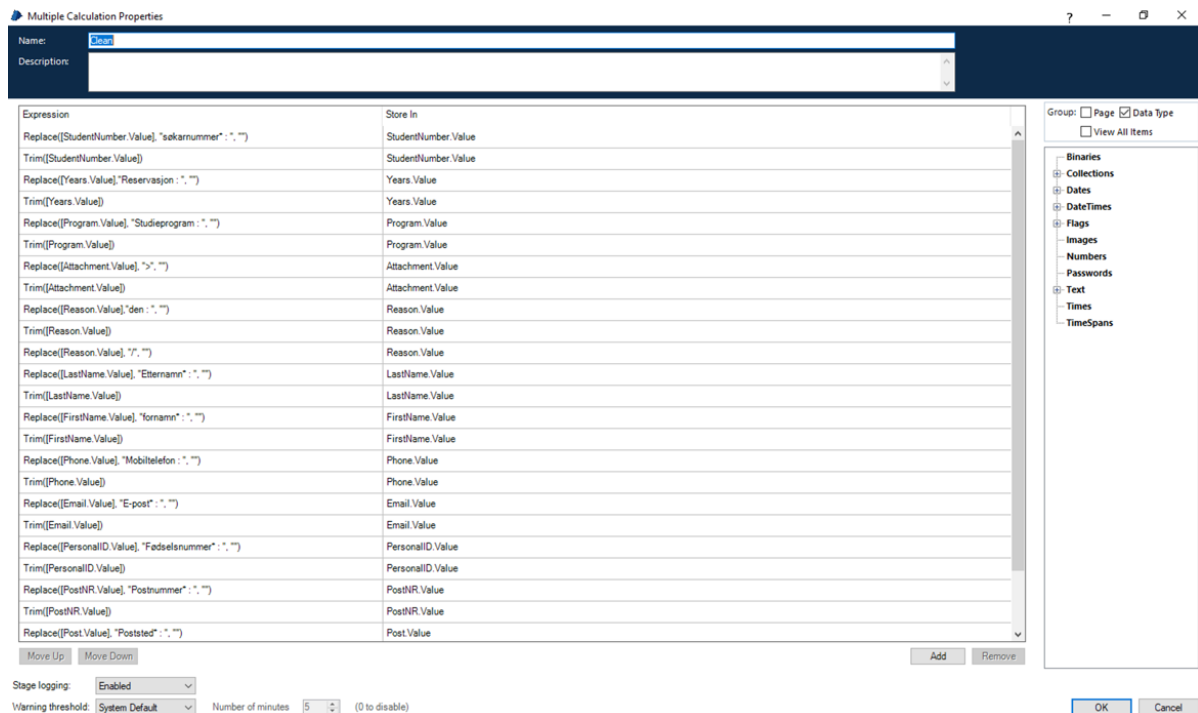 Multiple Calculation Properties
?
Name: Clean
Description:
Expression Store In
Replace([StudentNumber.Value], "søkarnummer* : ", "") StudentNumber.Value
Trim([StudentNumber.Value]) StudentNumber.Value
Replace([Years.Value],"Reservasjon : ", "") Years.Value
Trim([Years.Value]) Years.Value
Replace([Program.Value], "Studieprogram : ", "") Program.Value
Trim([Program.Value]) Program.Value
Replace([Attachment.Value], ">", "") Attachment.Value
Trim([Attachment.Value]) Attachment.Value
Replace([Reason.Value],"den : ", "") Reason.Value
Trim([Reason.Value]) Reason.Value
Replace([Reason.Value], "/", "") Reason.Value
Replace([LastName.Value], "Etternamn* : ", "") LastName.Value
Trim([LastName.Value]) LastName.Value
Replace([FirstName.Value], "fornamn* : ", "") FirstName.Value
Trim([FirstName.Value]) FirstName.Value
Replace([Phone.Value], "Mobiltelefon : ", "") Phone.Value
Trim([Phone.Value]) Phone.Value
Replace([Email.Value], "E-post* : ", "") Email.Value
Trim([Email.Value]) Email.Value
Replace([PersonalID.Value], "Fødselsnummer* : ", "") PersonalID.Value
Trim([PersonalID.Value]) PersonalID.Value
Replace([PostNR.Value], "Postnummer* : ", "") PostNR.Value
Trim([PostNR.Value]) PostNR.Value
Replace([Post.Value], "Poststed* : ", "") Post.Value
Move Up Move Down Add Remove
Group: Page Data Type
View All Items
Binaries
Collections
Dates
DateTimes
Flags
Images
Numbers
Passwords
Text
Times
TimeSpans
Stage logging: Enabled
Warning threshold: System Default Number of minutes 5 (0 to disable)
OK Cancel